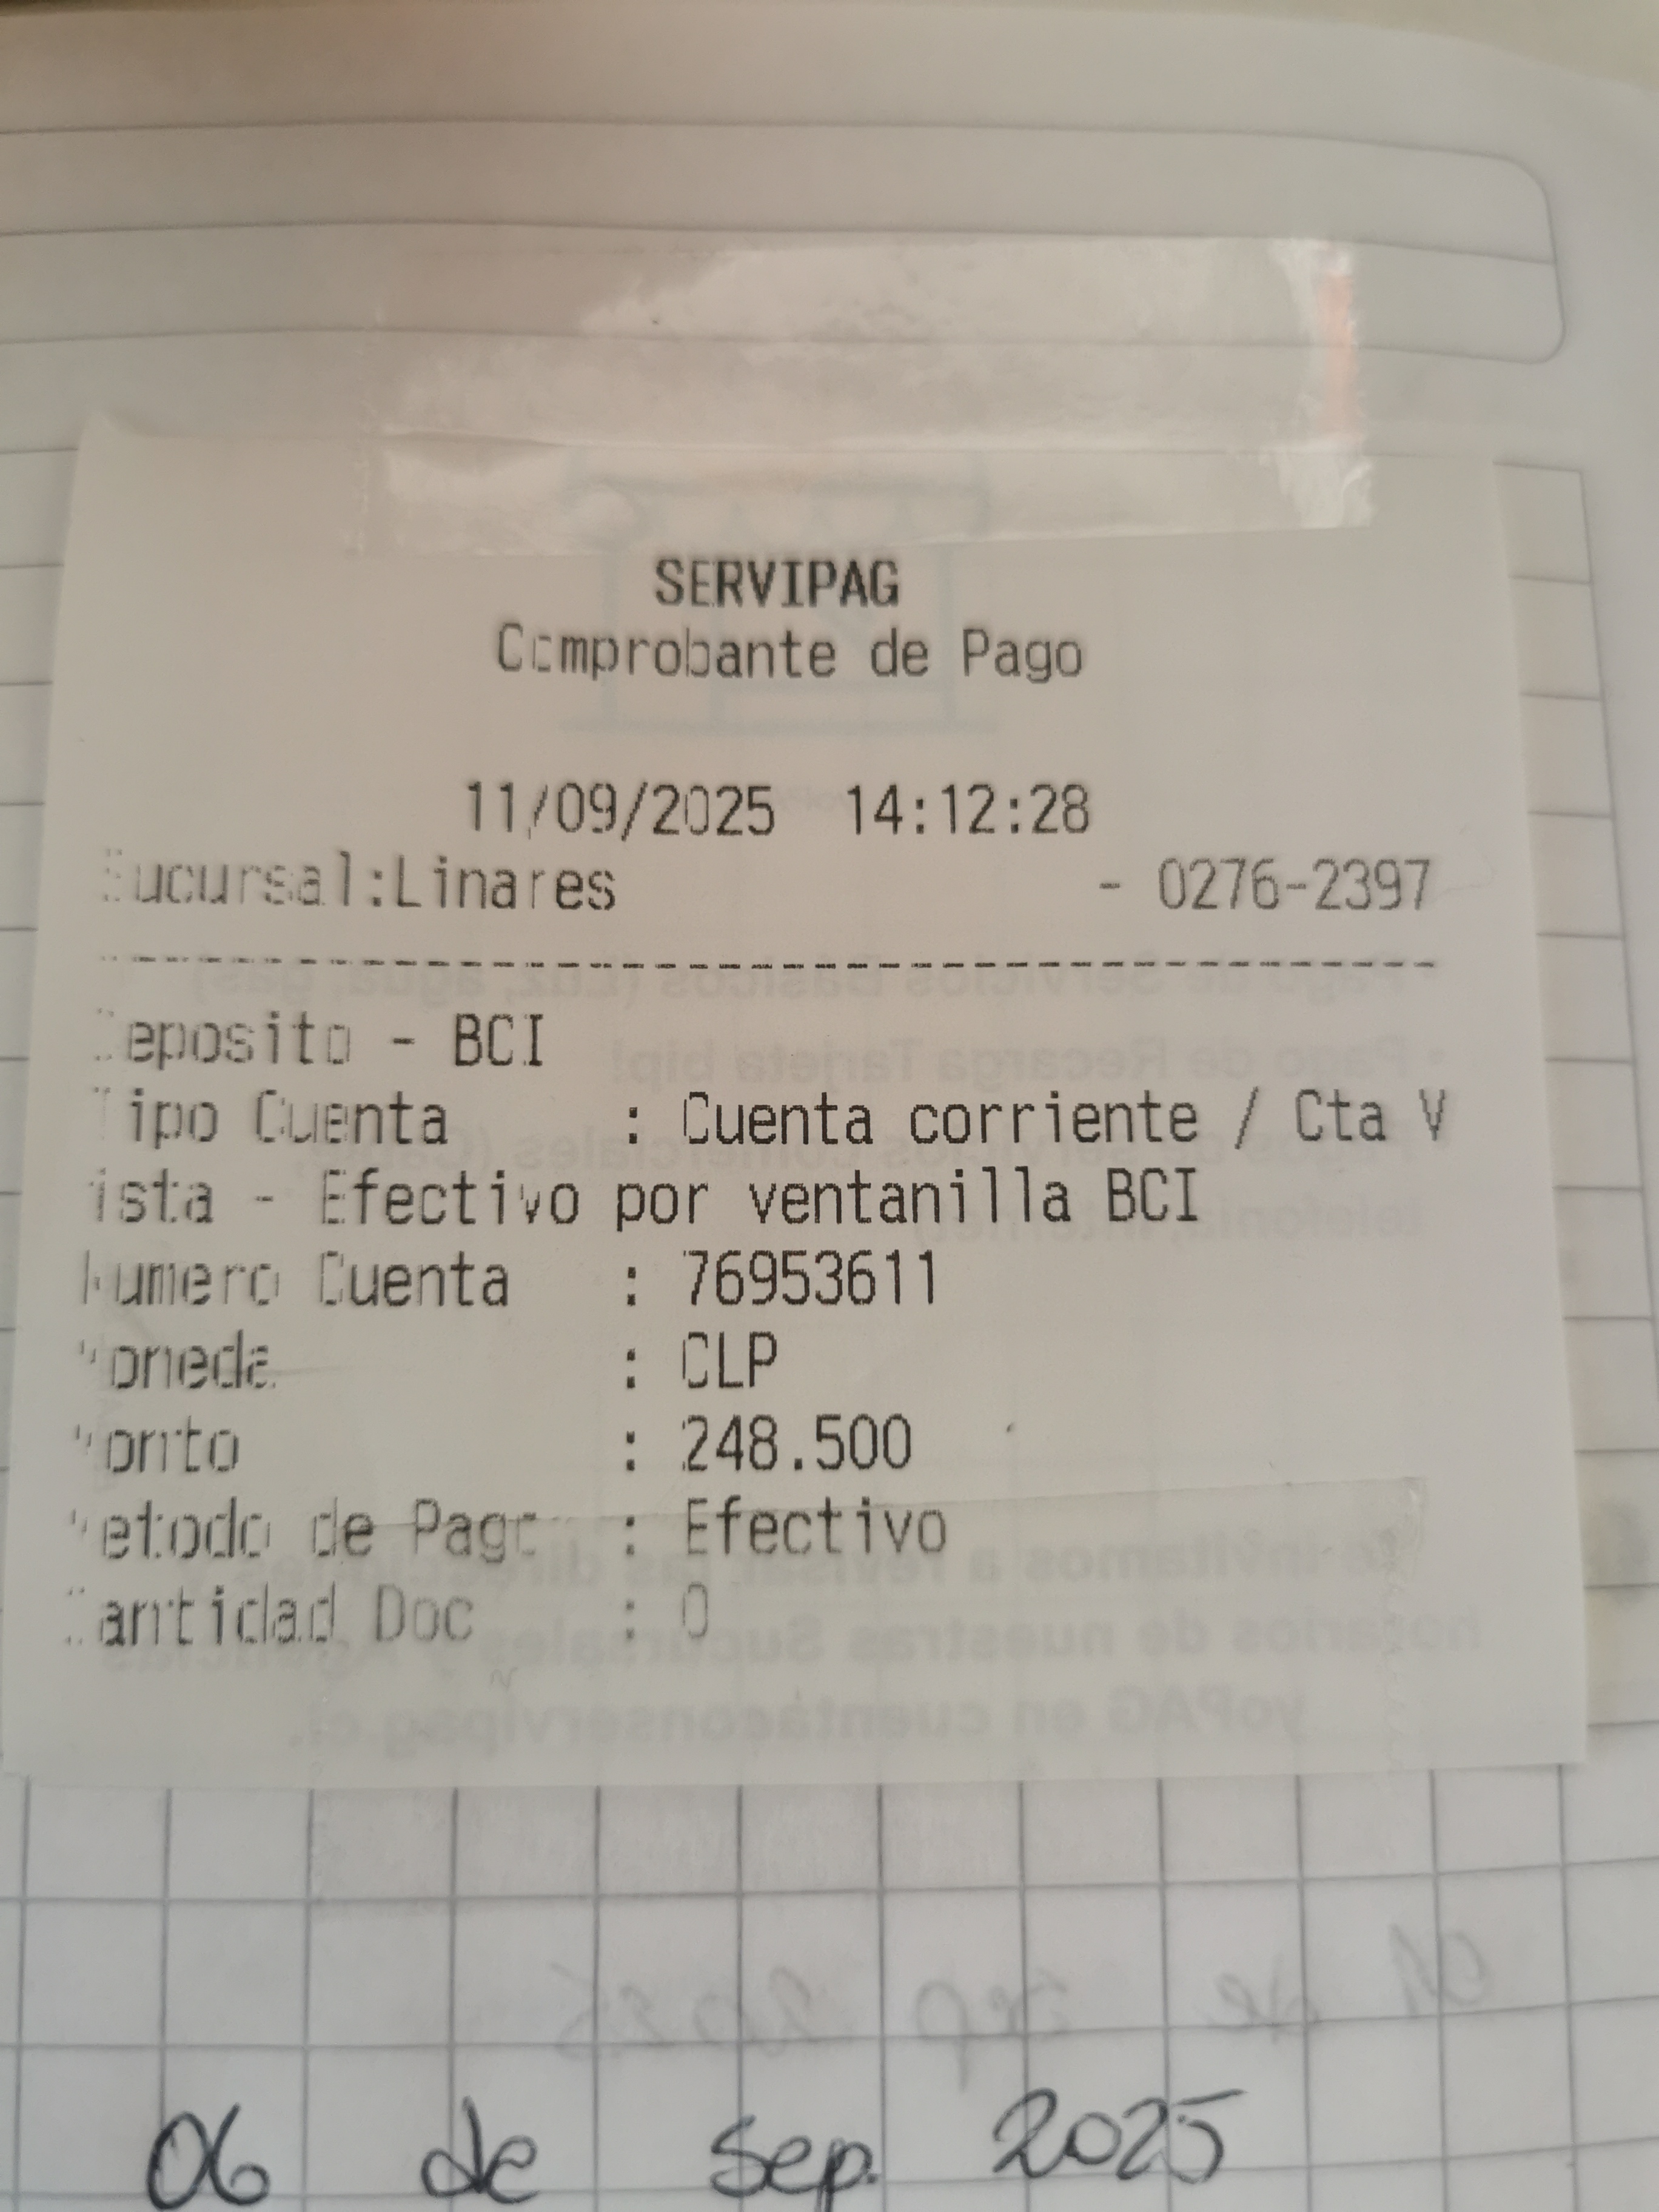 SERVIPAG
Comprobante de Pago
11/09/2025 14:12:28
Sucursal:Linares - 0276-2397
--------------------------------
Deposito - BCI
Tipo Cuenta : Cuenta corriente / Cta V
ista - Efectivo por ventanilla BCI
Numero Cuenta : 76953611
Moneda : CLP
Monto : 248.500
Metodo de Pago : Efectivo
Cantidad Doc : 0
06 de Sep. 2025